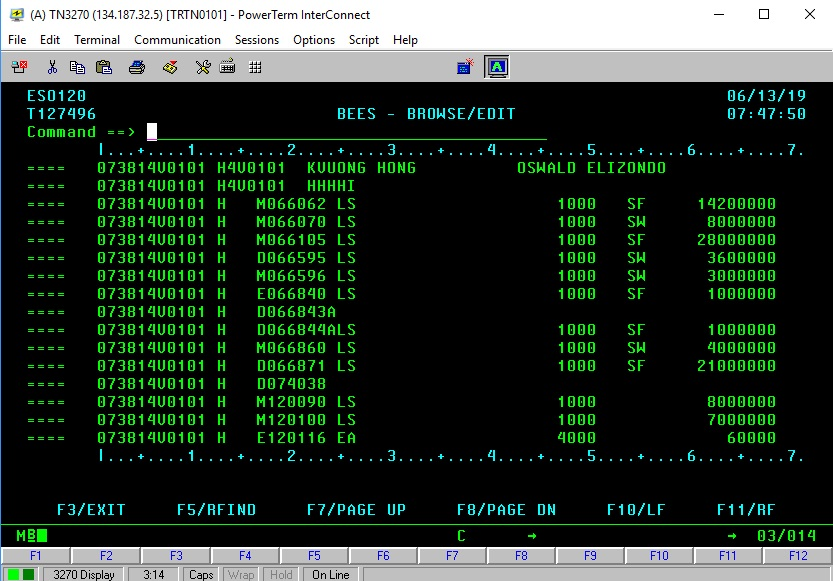 (A) TN3270 (134.187.32.5) [TRTN0101] - PowerTerm InterConnect
File Edit Terminal Communication Sessions Options Script Help
ESO120 06/13/19
T127496 BEES - BROWSE/EDIT 07:47:50
Command ==>
|...+....1....+....2....+....3....+....4....+....5....+....6....+....7.
==== 073814V0101 H4V0101 KVUONG HONG OSWALD ELIZONDO
==== 073814V0101 H4V0101 HHHHI
==== 073814V0101 H M066062 LS 1000 SF 14200000
==== 073814V0101 H M066070 LS 1000 SW 8000000
==== 073814V0101 H M066105 LS 1000 SF 28000000
==== 073814V0101 H D066595 LS 1000 SW 3600000
==== 073814V0101 H M066596 LS 1000 SW 3000000
==== 073814V0101 H E066840 LS 1000 SF 1000000
==== 073814V0101 H D066843A
==== 073814V0101 H D066844ALS 1000 SF 1000000
==== 073814V0101 H M066860 LS 1000 SW 4000000
==== 073814V0101 H D066871 LS 1000 SF 21000000
==== 073814V0101 H D074038
==== 073814V0101 H M120090 LS 1000 8000000
==== 073814V0101 H M120100 LS 1000 7000000
==== 073814V0101 H E120116 EA 4000 60000
|...+....1....+....2....+....3....+....4....+....5....+....6....+....7.
F3/EXIT F5/RFIND F7/PAGE UP F8/PAGE DN F10/LF F11/RF
MB C → → 03/014
F1 F2 F3 F4 F5 F6 F7 F8 F9 F10 F11 F12
3270 Display 3:14 Caps Wrap Hold On Line